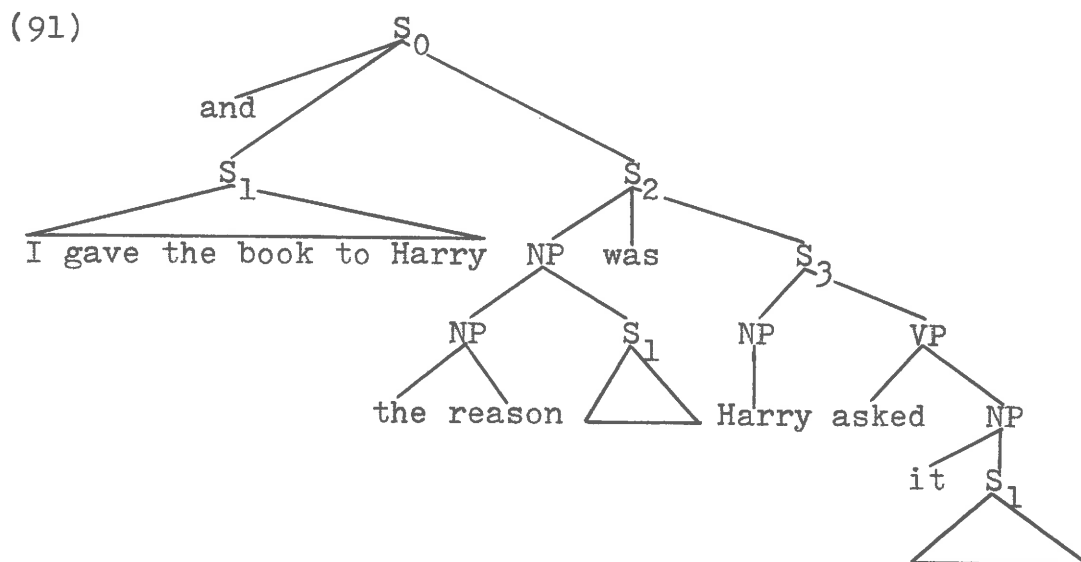 (91)
S0
and
S1
S2
I gave the book to Harry
NP was
S3
NP
S1
NP
VP
the reason
Harry asked
NP
it
S1